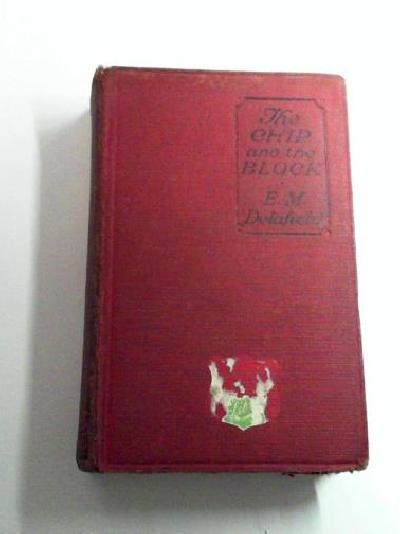 The
CHIP
and the
BLOCK
E. M.
Delafield